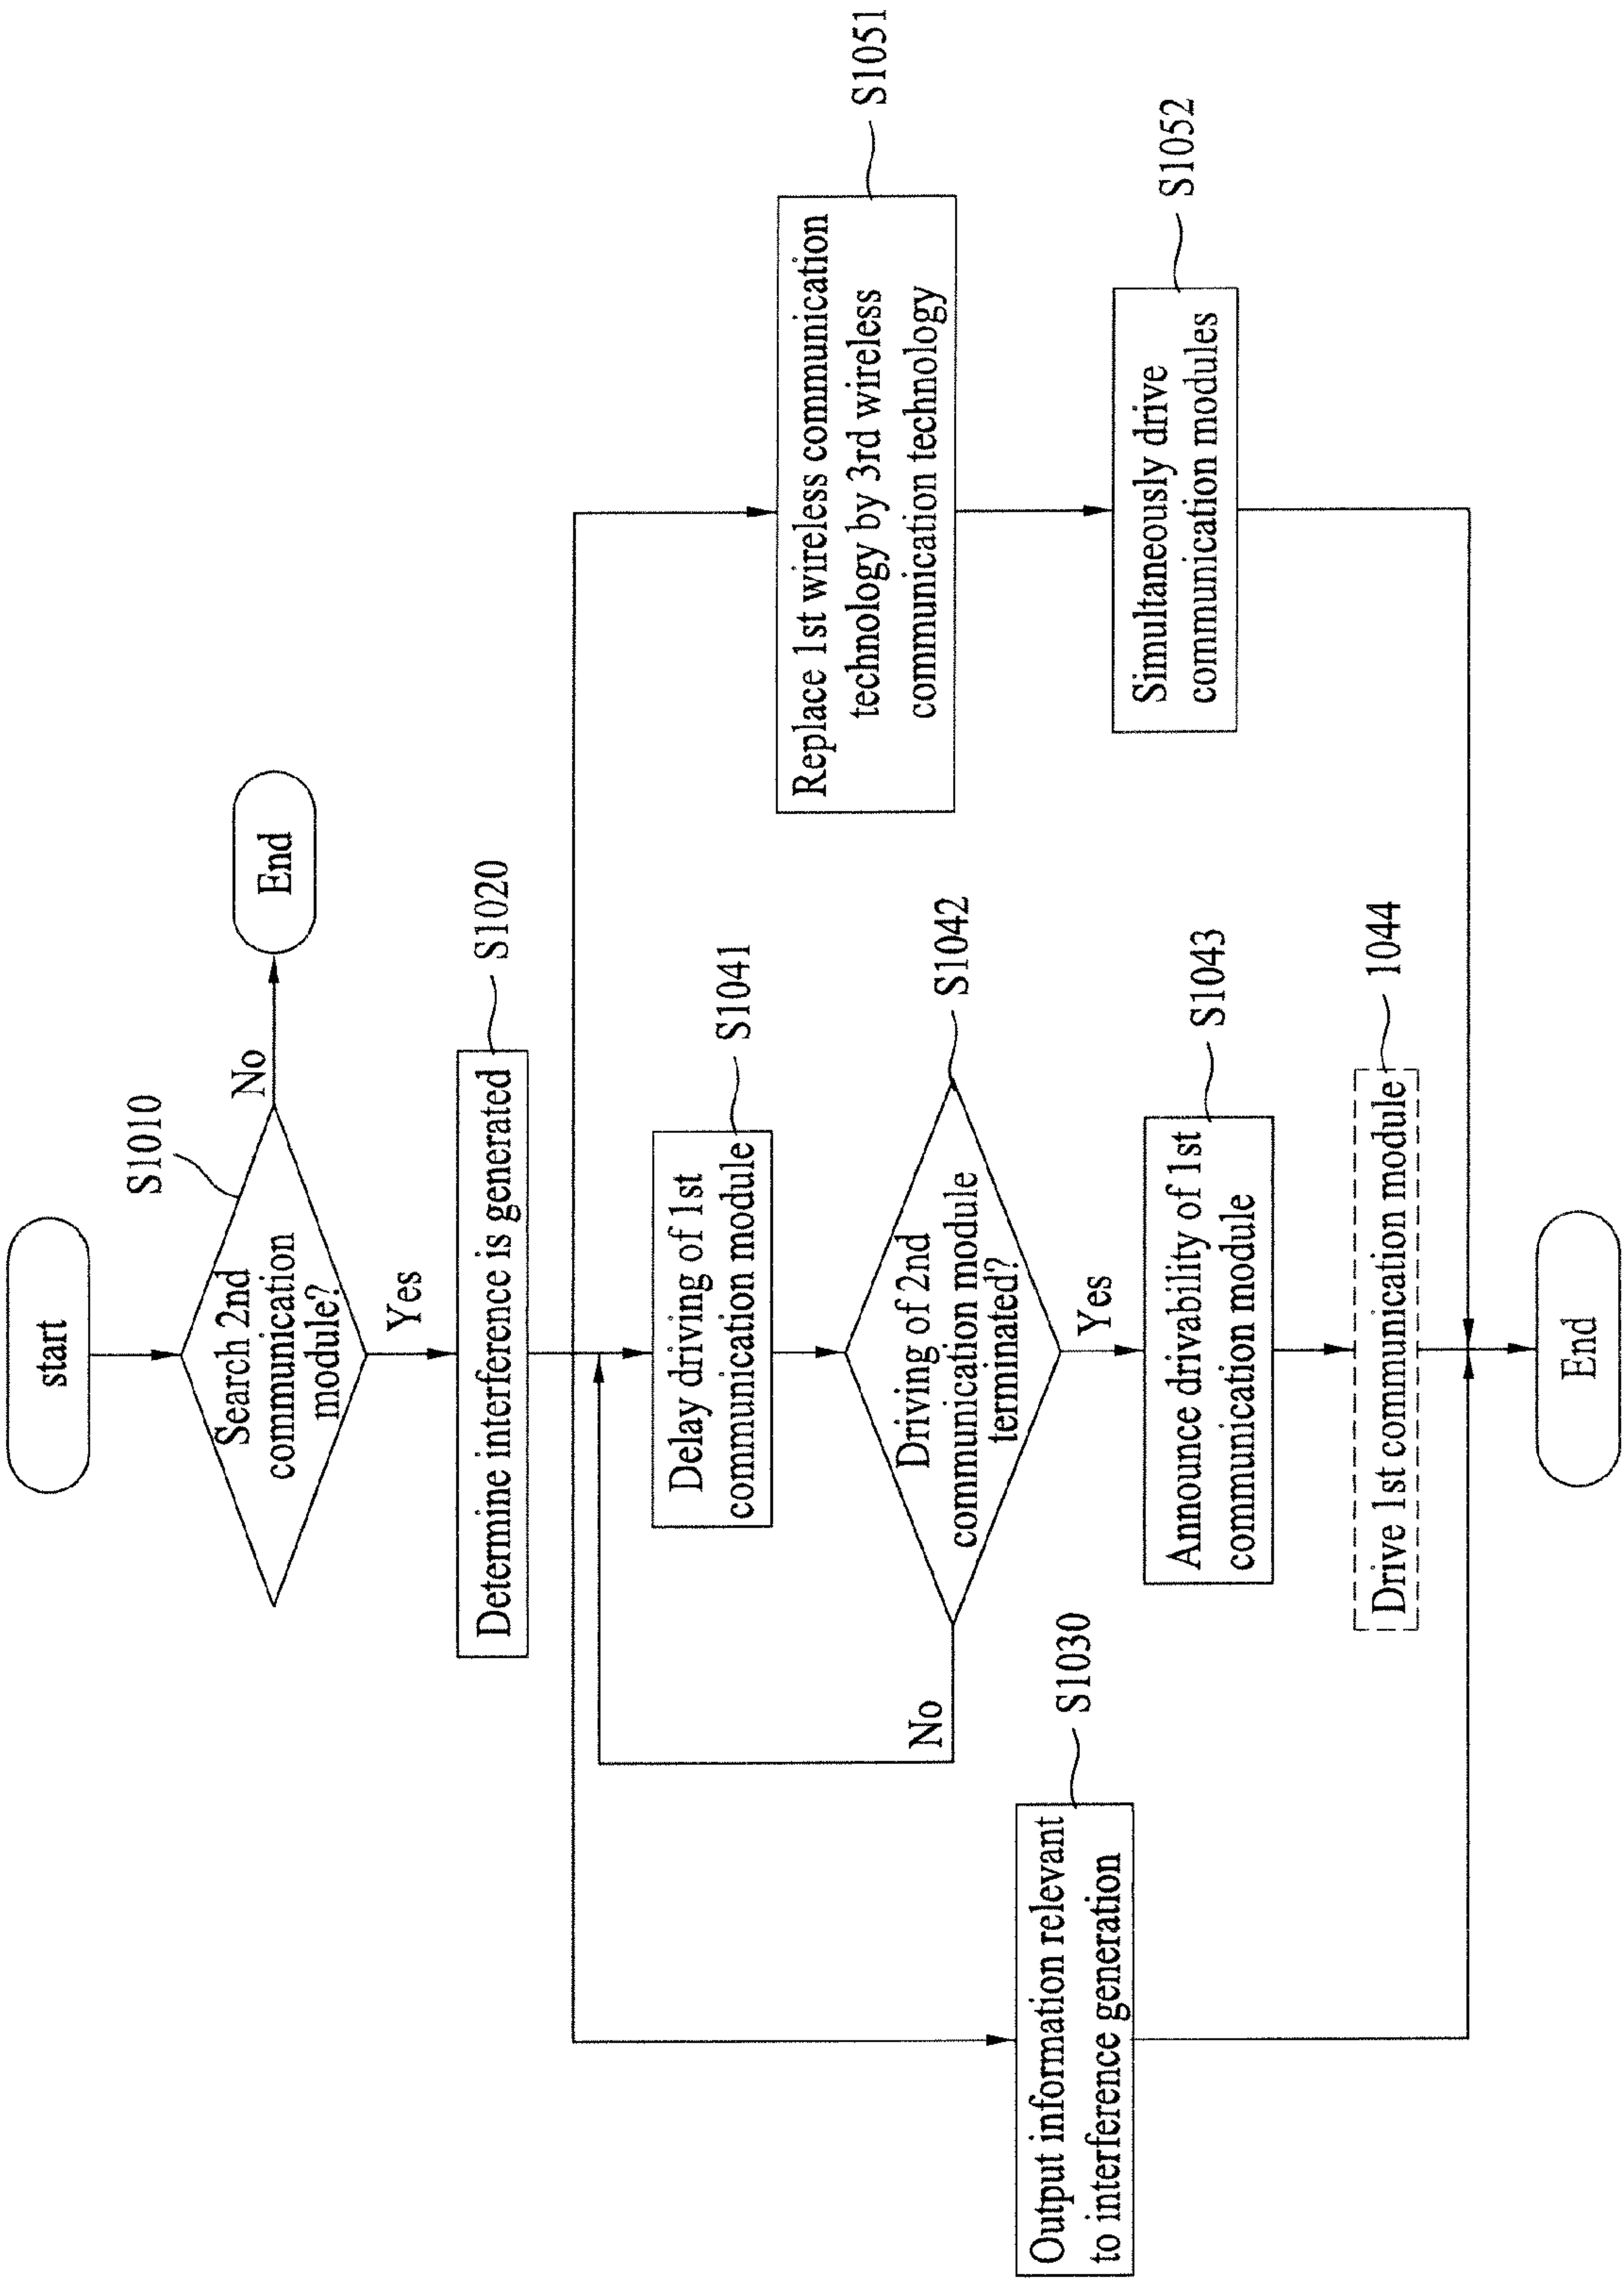 start
S1010
Search 2nd
communication
module?
No
End
Yes
Determine interference is generated
S1020
Output information relevant
to interference generation
S1030
Delay driving of 1st
communication module
S1041
Driving of 2nd
communication module
terminated?
S1042
No
Yes
Announce drivability of 1st
communication module
S1043
Drive 1st communication module
1044
Replace 1st wireless communication
technology by 3rd wireless
communication technology
S1051
Simultaneously drive
communication modules
S1052
End